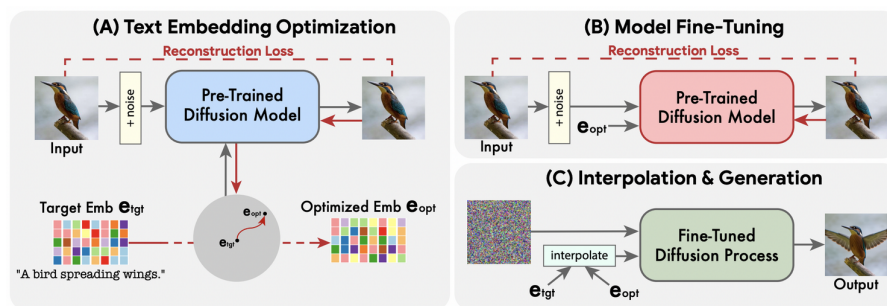 (A) Text Embedding Optimization
Reconstruction Loss
+ noise
Pre-Trained
Diffusion Model
Input
Target Emb e_tgt
e_opt
e_tgt
Optimized Emb e_opt
"A bird spreading wings."
(B) Model Fine-Tuning
Reconstruction Loss
+ noise
Pre-Trained
Diffusion Model
e_opt
Input
(C) Interpolation & Generation
Fine-Tuned
Diffusion Process
interpolate
e_tgt e_opt
Output